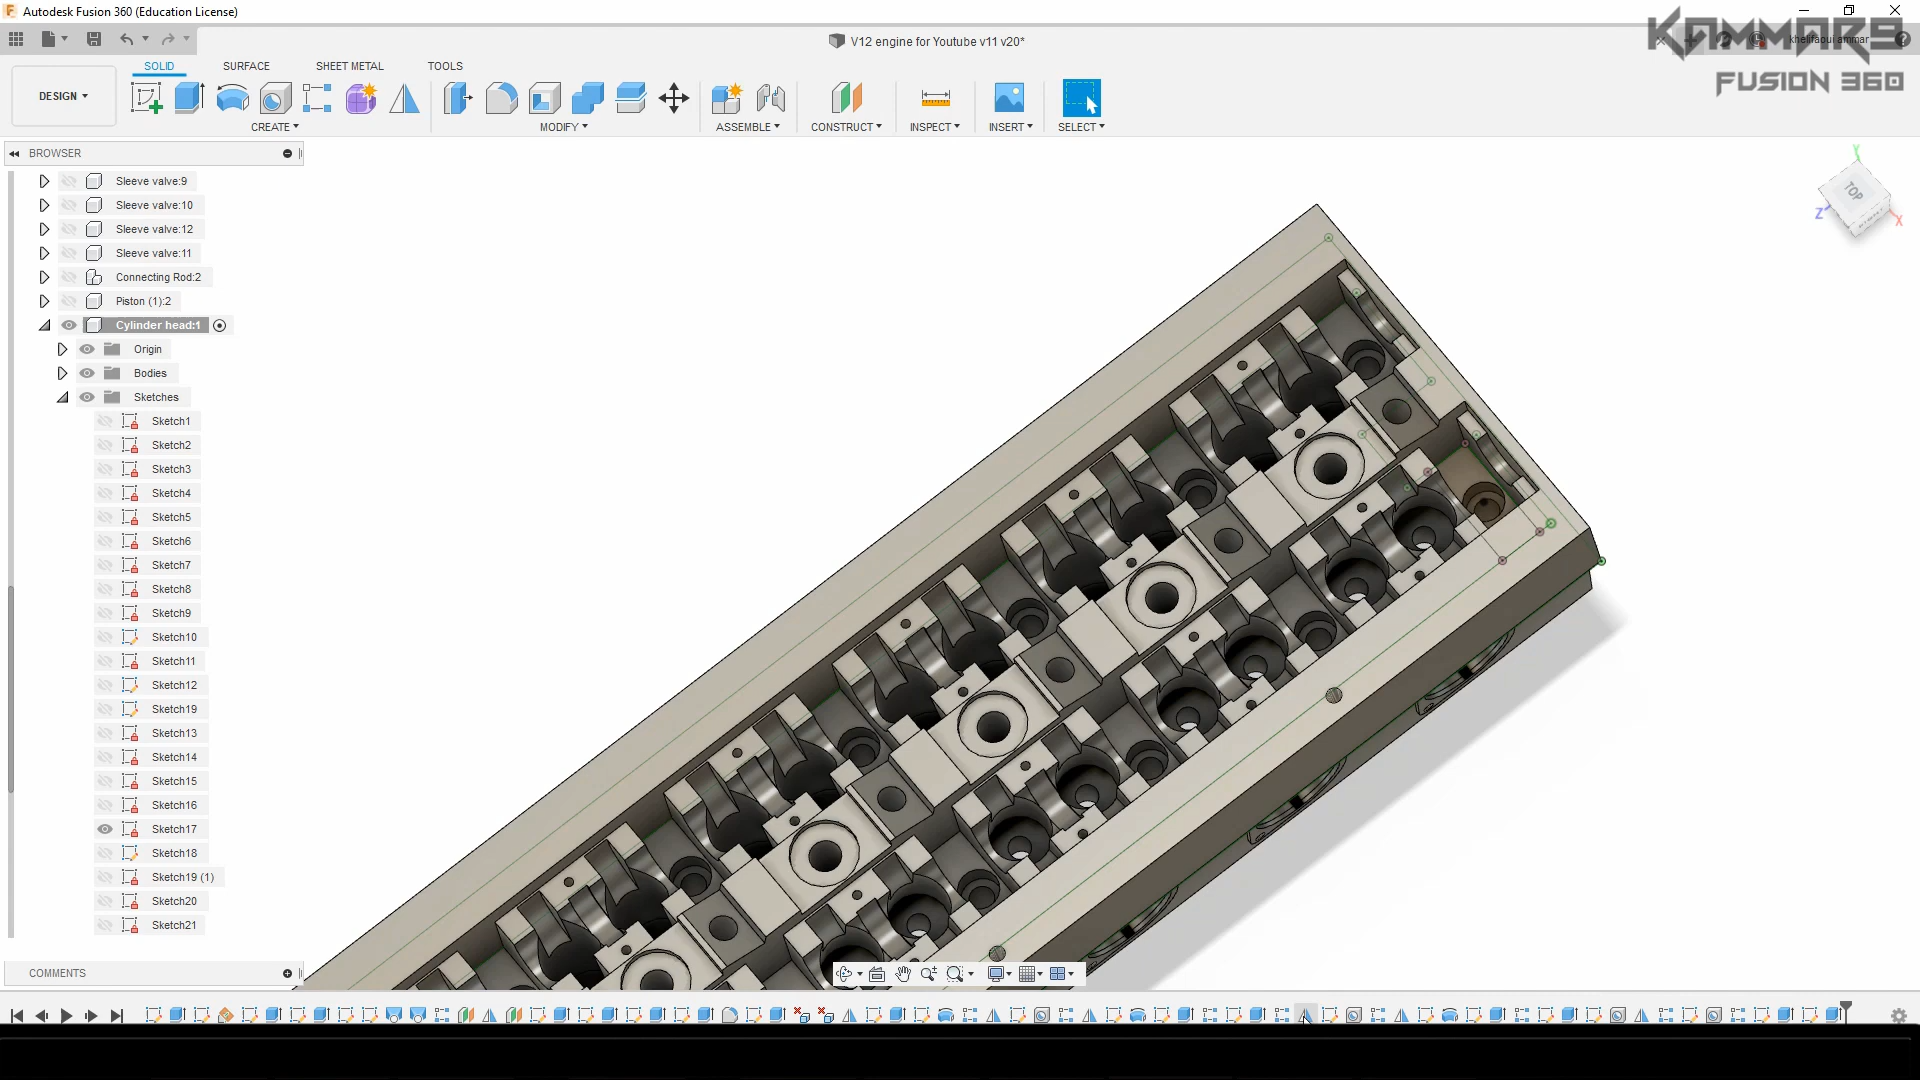 Autodesk Fusion 360 (Education License)
KAMMAR9
FUSION 360
V12 engine for Youtube v11 v20*
khelifaoui ammar
DESIGN
SOLID
SURFACE
SHEET METAL
TOOLS
CREATE
MODIFY
ASSEMBLE
CONSTRUCT
INSPECT
INSERT
SELECT
BROWSER
Sleeve valve:9
Sleeve valve:10
Sleeve valve:12
Sleeve valve:11
Connecting Rod:2
Piston (1):2
Cylinder head:1
Origin
Bodies
Sketches
Sketch1
Sketch2
Sketch3
Sketch4
Sketch5
Sketch6
Sketch7
Sketch8
Sketch9
Sketch10
Sketch11
Sketch12
Sketch19
Sketch13
Sketch14
Sketch15
Sketch16
Sketch17
Sketch18
Sketch19 (1)
Sketch20
Sketch21
COMMENTS
TOP
Y
Z
X